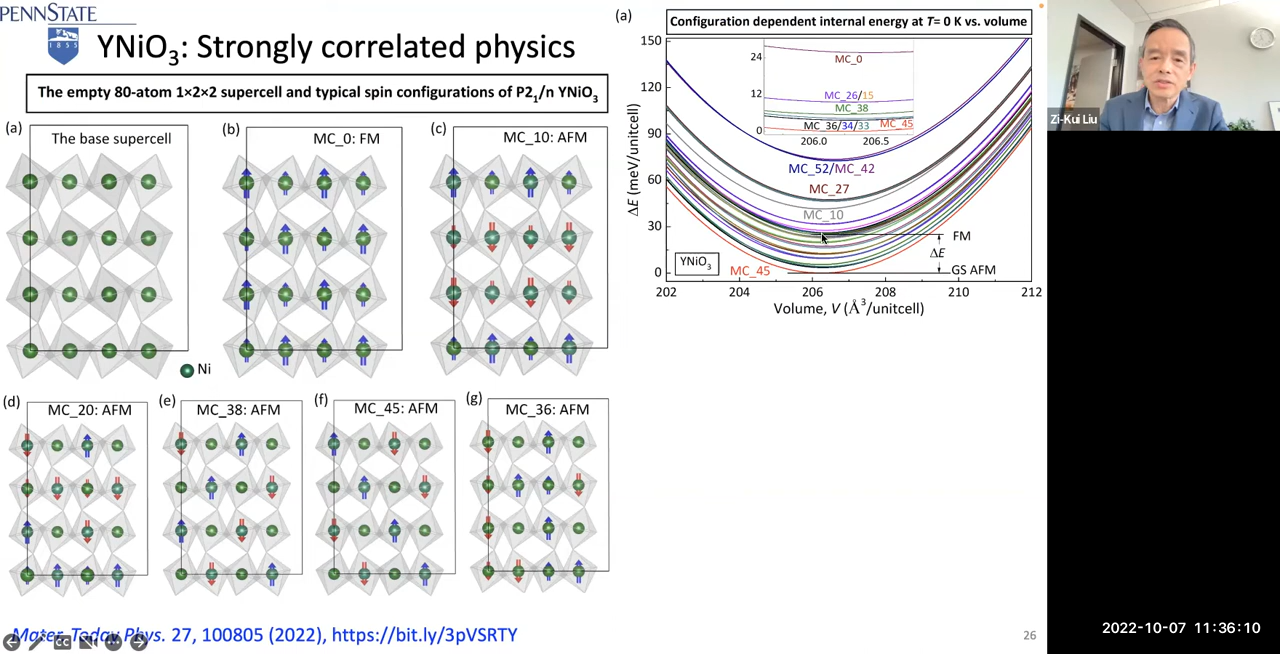 PENNSTATE
1855
YNiO₃: Strongly correlated physics
The empty 80-atom 1×2×2 supercell and typical spin configurations of P2₁/n YNiO₃
(a)
The base supercell
(b)
MC_0: FM
(c)
MC_10: AFM
Ni
(d)
MC_20: AFM
(e)
MC_38: AFM
(f)
MC_45: AFM
(g)
MC_36: AFM
(a)
Configuration dependent internal energy at T= 0 K vs. volume
ΔE (meV/unitcell)
150
120
90
60
30
0
24
12
0
MC_0
MC_26/15
MC_38
MC_36/34/33
MC_45
206.0
206.5
MC_52/MC_42
MC_27
MC_10
FM
ΔE
YNiO₃
MC_45
GS AFM
202
204
206
208
210
212
Volume, V (Å³/unitcell)
Mater. Today Phys. 27, 100805 (2022), https://bit.ly/3pVSRTY
CC
26
Zi-Kui Liu
2022-10-07 11:36:10